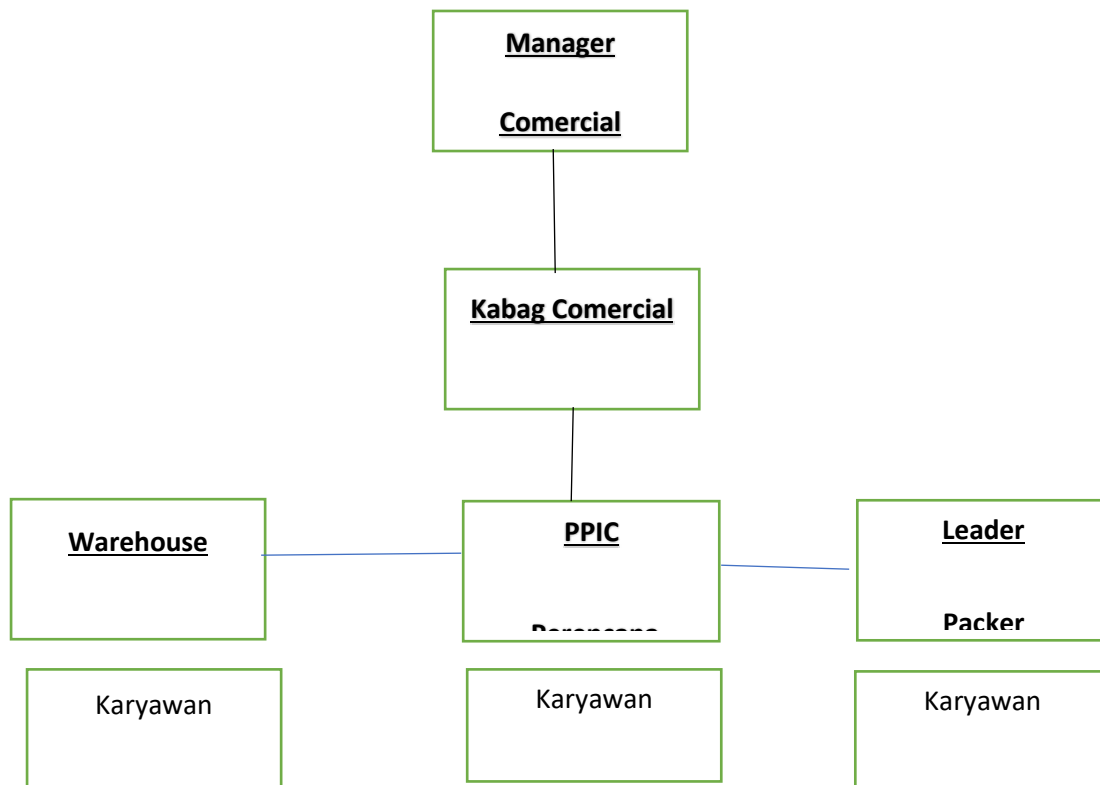 Manager
Comercial
Kabag Comercial
Warehouse
PPIC
Leader
Packer
Karyawan
Karyawan
Karyawan